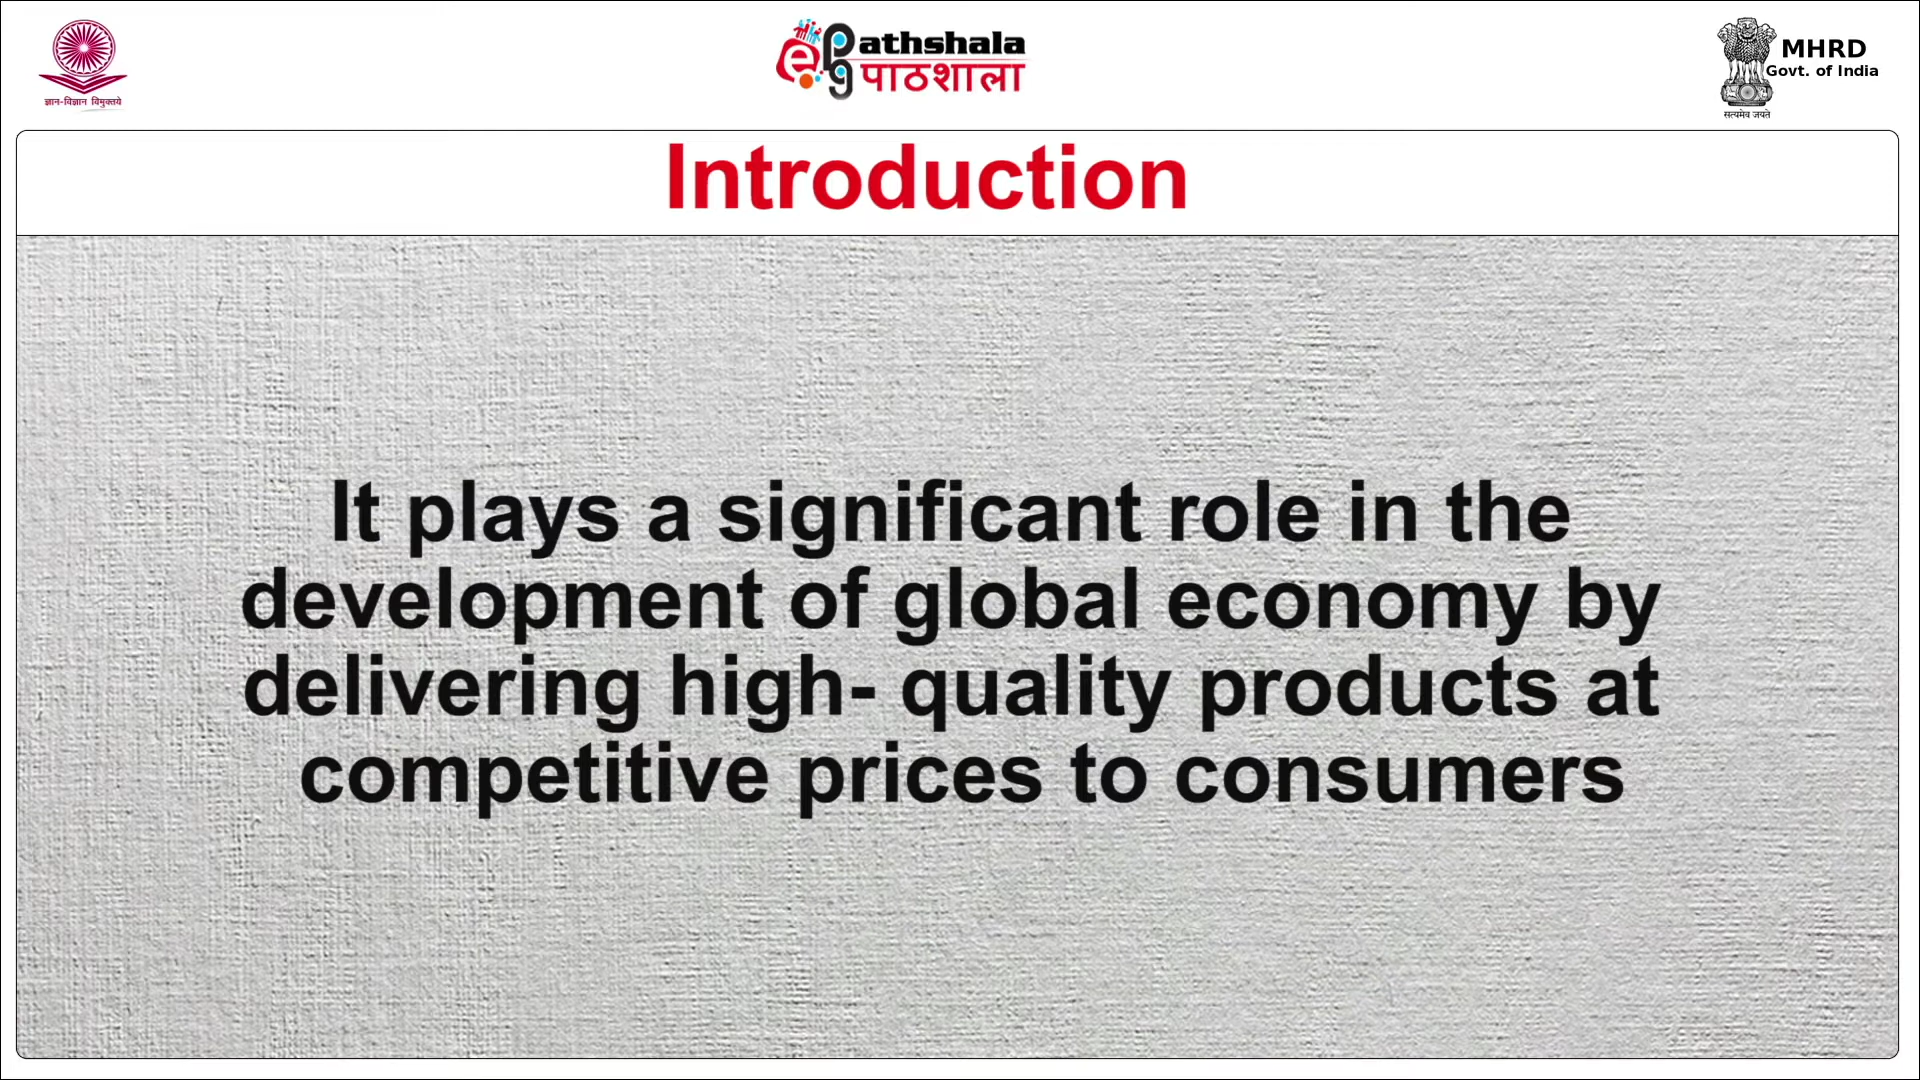 ज्ञान-विज्ञान विमुक्तये
ePG
athshala
पाठशाला
MHRD
Govt. of India
सत्यमेव जयते
Introduction
It plays a significant role in the
development of global economy by
delivering high- quality products at
competitive prices to consumers